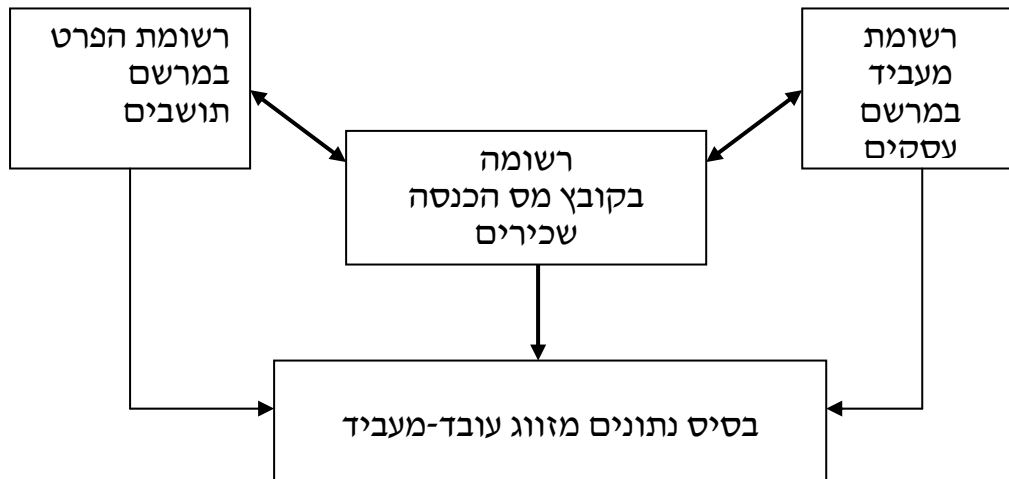 רשומת
מעביד
במרשם
עסקים
רשומת הפרט
במרשם
תושבים
רשומה
בקובץ מס הכנסה
שכירים
בסיס נתונים מזווג עובד-מעביד